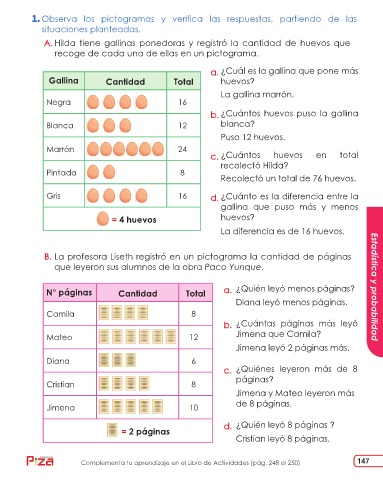 1. Observa los pictogramas y verifica las respuestas, partiendo de las
situaciones planteadas.
A. Hilda tiene gallinas ponedoras y registró la cantidad de huevos que
recoge de cada una de ellas en un pictograma.
Gallina Cantidad Total
Negra 16
Blanca 12
Marrón 24
Pintada 8
Gris 16
= 4 huevos
a. ¿Cuál es la gallina que pone más
huevos?
La gallina marrón.
b. ¿Cuántos huevos puso la gallina
blanca?
Puso 12 huevos.
c. ¿Cuántos huevos en total
recolectó Hilda?
Recolectó un total de 76 huevos.
d. ¿Cuánto es la diferencia entre la
gallina que puso más y menos
huevos?
La diferencia es de 16 huevos.
B. La profesora Liseth registró en un pictograma la cantidad de páginas
que leyeron sus alumnos de la obra Paco Yunque.
N° páginas Cantidad Total
Camila 8
Mateo 12
Diana 6
Cristian 8
Jimena 10
= 2 páginas
a. ¿Quién leyó menos páginas?
Diana leyó menos páginas.
b. ¿Cuántas páginas más leyó
Jimena que Camila?
Jimena leyó 2 páginas más.
c. ¿Quiénes leyeron más de 8
páginas?
Jimena y Mateo leyeron más
de 8 páginas.
d. ¿Quién leyó 8 páginas ?
Cristian leyó 8 páginas.
Estadística y probabilidad
Complementa tu aprendizaje en el Libro de Actividades (pág. 248 al 250)
147